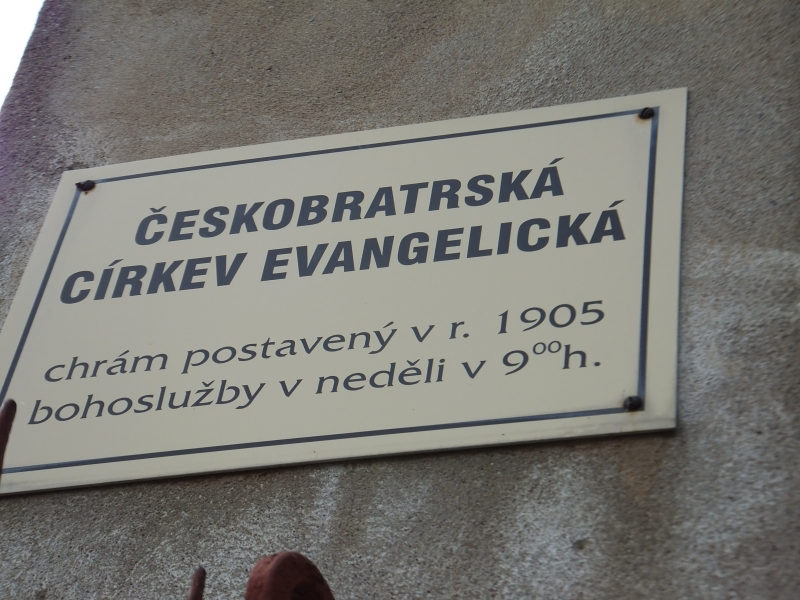 ČESKOBRATRSKÁ
CÍRKEV EVANGELICKÁ
chrám postavený v r. 1905
bohoslužby v neděli v 9⁰⁰h.